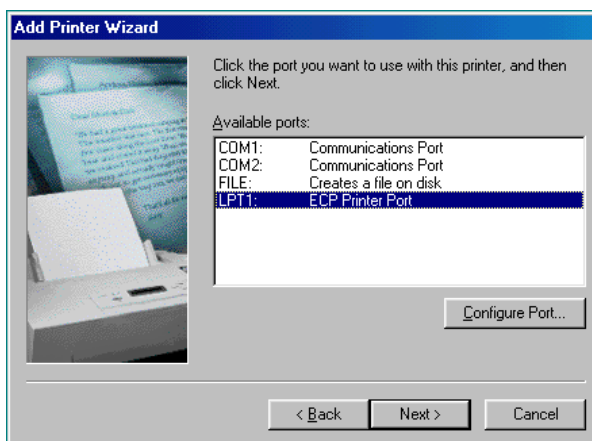 Add Printer Wizard
Click the port you want to use with this printer, and then
click Next.
Available ports:
COM1: Communications Port
COM2: Communications Port
FILE: Creates a file on disk
LPT1: ECP Printer Port
Configure Port...
< Back Next > Cancel